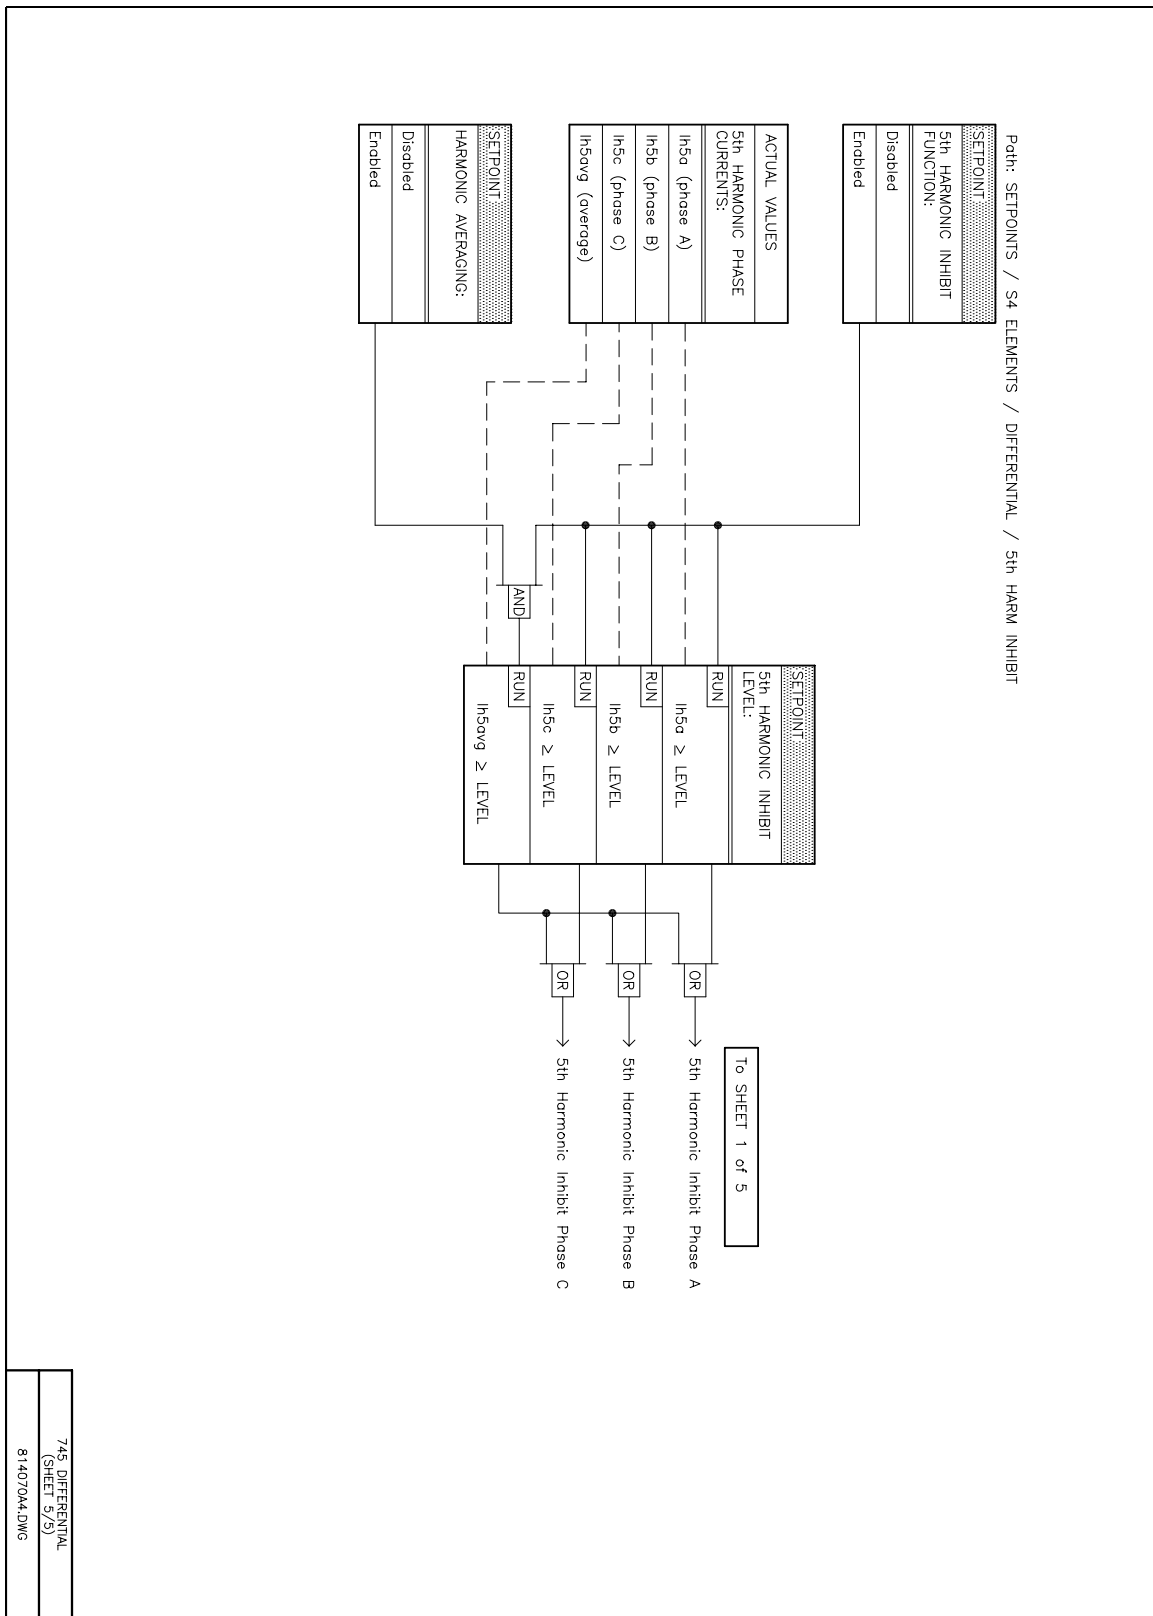 Path: SETPOINTS / S4 ELEMENTS / DIFFERENTIAL / 5th HARM INHIBIT
SETPOINT
5th HARMONIC INHIBIT
FUNCTION:
Disabled
Enabled
ACTUAL VALUES
5th HARMONIC PHASE
CURRENTS:
Ih5a (phase A)
Ih5b (phase B)
Ih5c (phase C)
Ih5avg (average)
SETPOINT
HARMONIC AVERAGING:
Disabled
Enabled
AND
SETPOINT
5th HARMONIC INHIBIT
LEVEL:
RUN
Ih5a ≥ LEVEL
RUN
Ih5b ≥ LEVEL
RUN
Ih5c ≥ LEVEL
RUN
Ih5avg ≥ LEVEL
OR
OR
OR
To SHEET 1 of 5
5th Harmonic Inhibit Phase A
5th Harmonic Inhibit Phase B
5th Harmonic Inhibit Phase C
745 DIFFERENTIAL
(SHEET 5/5)
814070A4.DWG